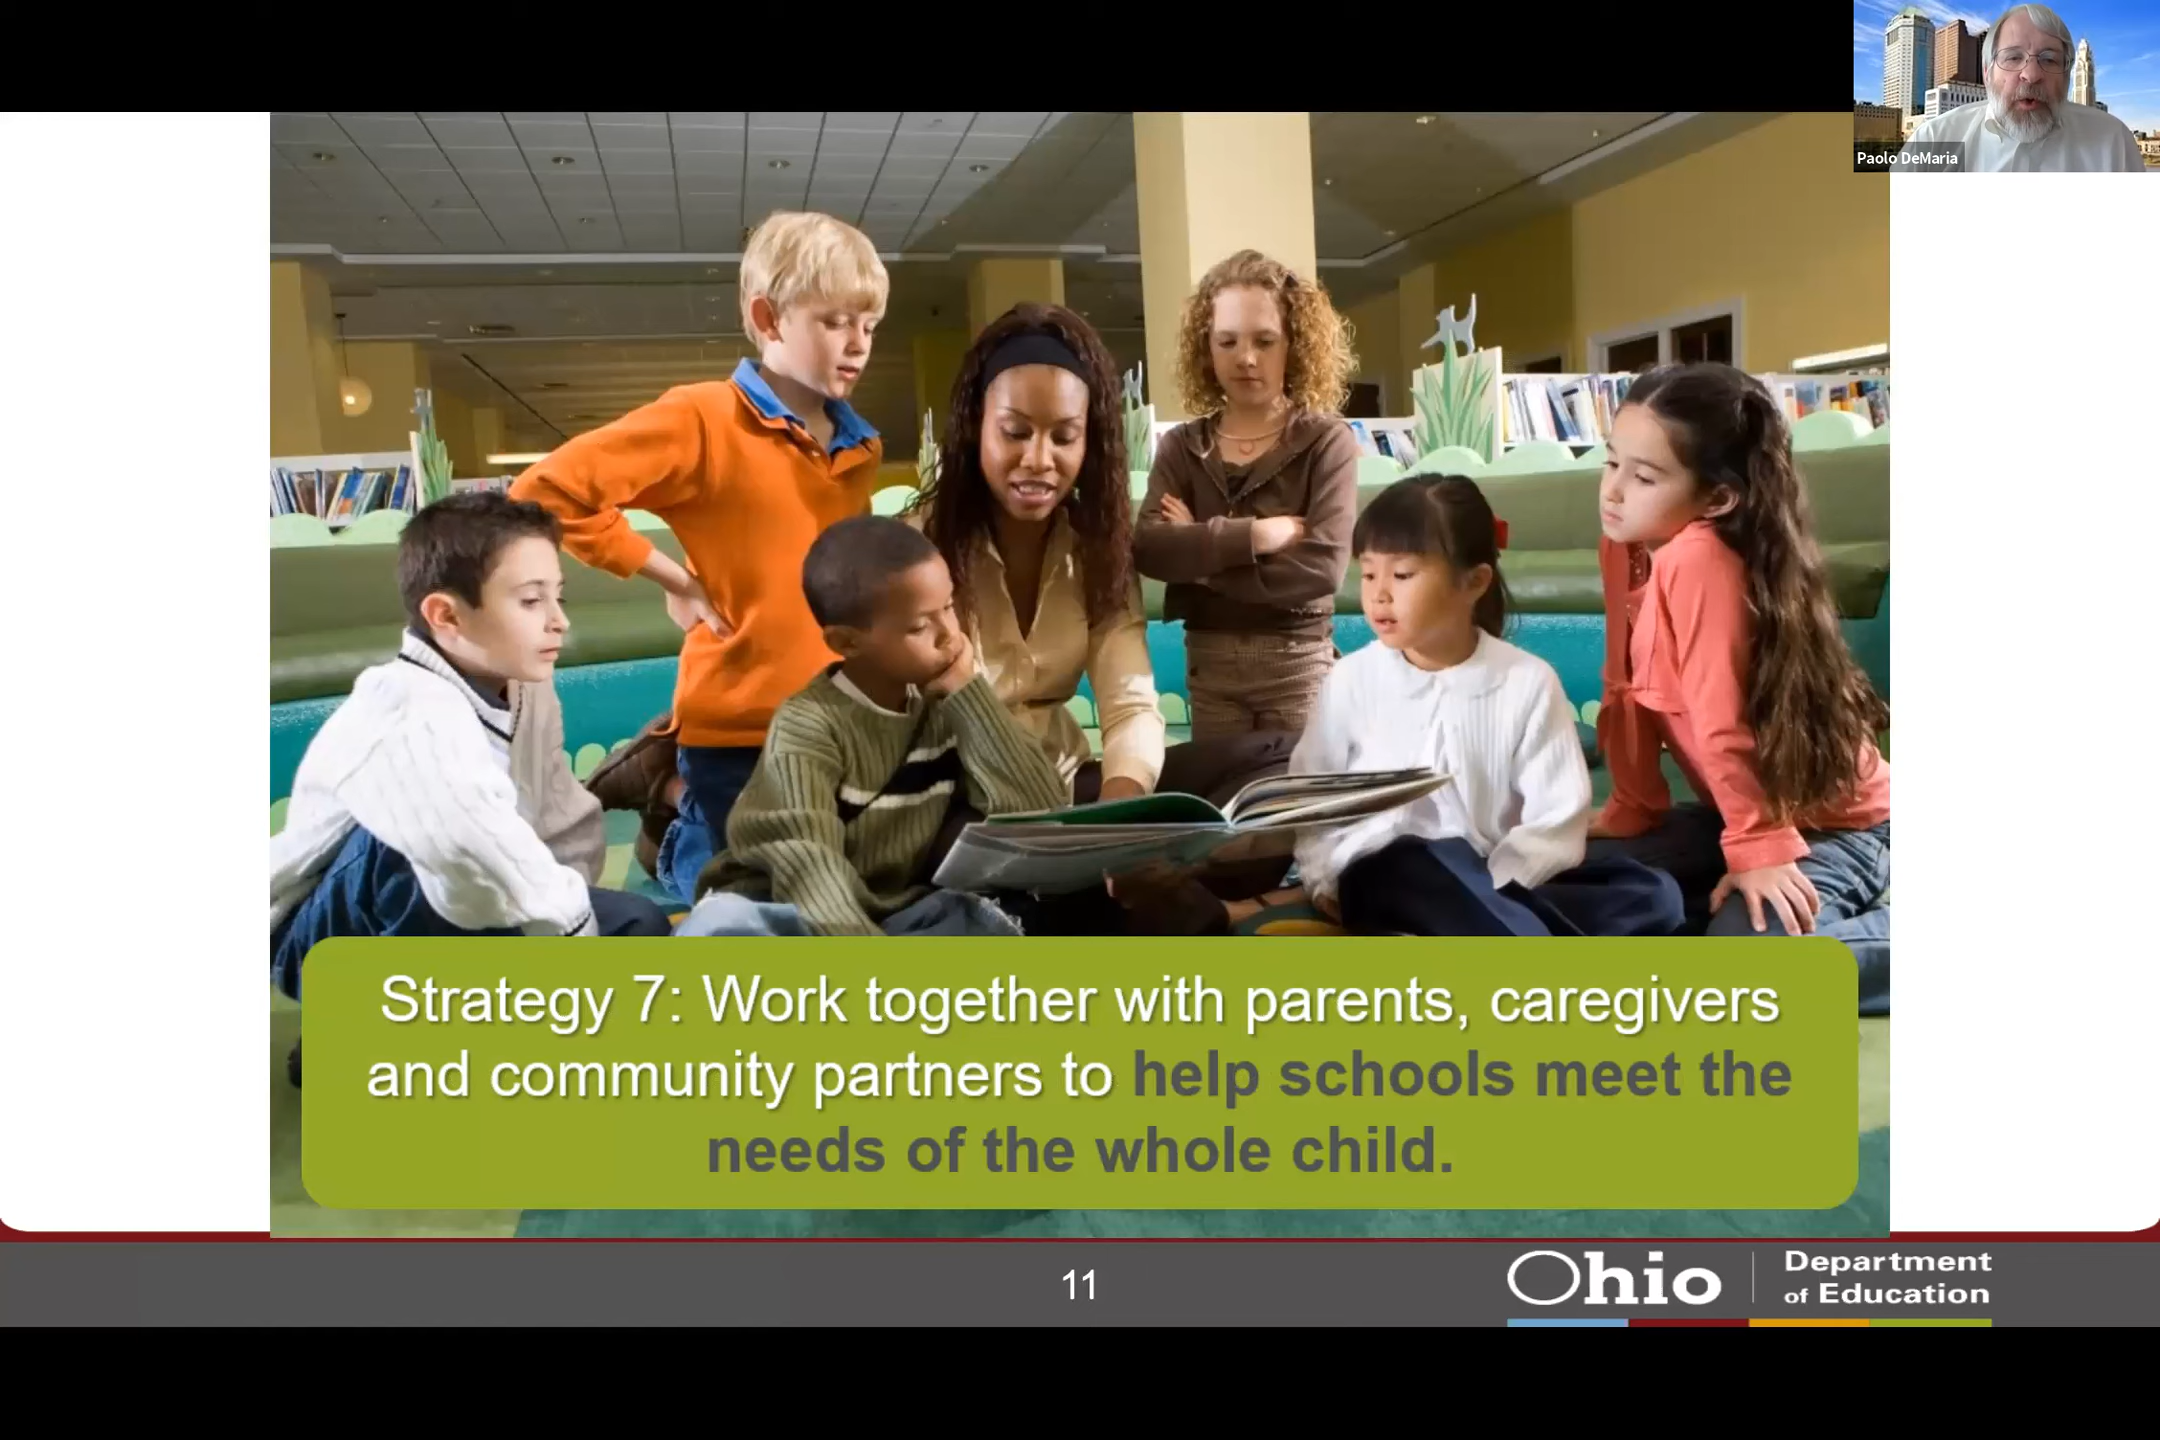 Paolo DeMaria
Strategy 7: Work together with parents, caregivers
and community partners to help schools meet the
needs of the whole child.
11
Ohio
Department
of Education